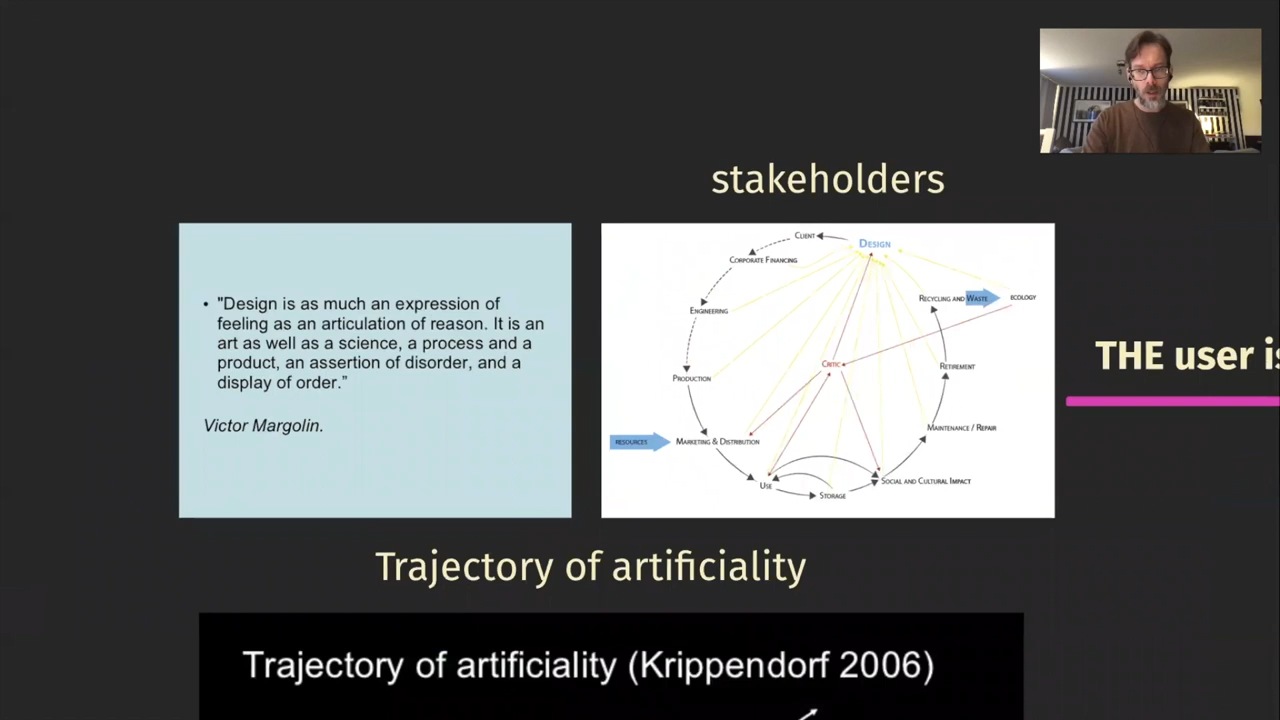 stakeholders
• "Design is as much an expression of
feeling as an articulation of reason. It is an
art as well as a science, a process and a
product, an assertion of disorder, and a
display of order."
Victor Margolin.
CLIENT
DESIGN
CORPORATE FINANCING
ENGINEERING
RECYCLING AND WASTE
ECOLOGY
CRITIC
RETIREMENT
PRODUCTION
MAINTENANCE / REPAIR
RESOURCES
MARKETING & DISTRIBUTION
USE
STORAGE
SOCIAL AND CULTURAL IMPACT
THE user is
Trajectory of artificiality
Trajectory of artificiality (Krippendorf 2006)